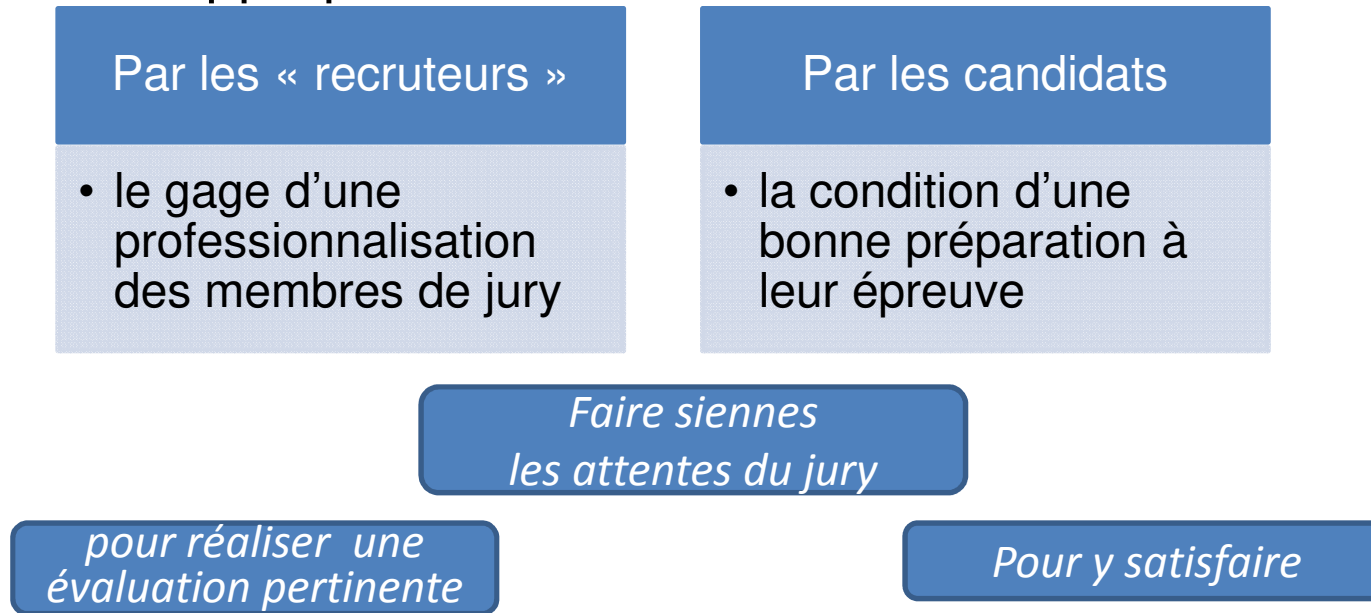 Par les « recruteurs »
• le gage d'une
professionnalisation
des membres de jury
Par les candidats
• la condition d'une
bonne préparation à
leur épreuve
Faire siennes
les attentes du jury
pour réaliser une
évaluation pertinente
Pour y satisfaire